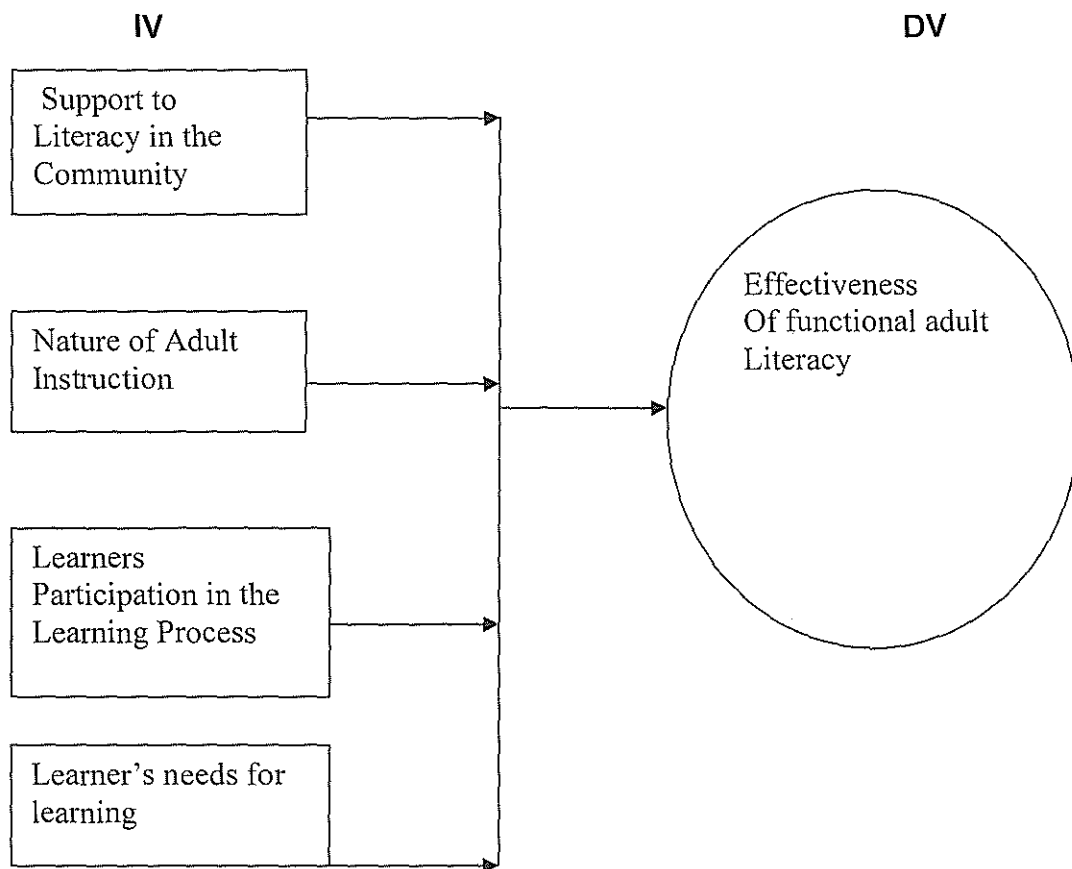 IV
DV
Support to
Literacy in the
Community
Nature of Adult
Instruction
Learners
Participation in the
Learning Process
Learner's needs for
learning
Effectiveness
Of functional adult
Literacy